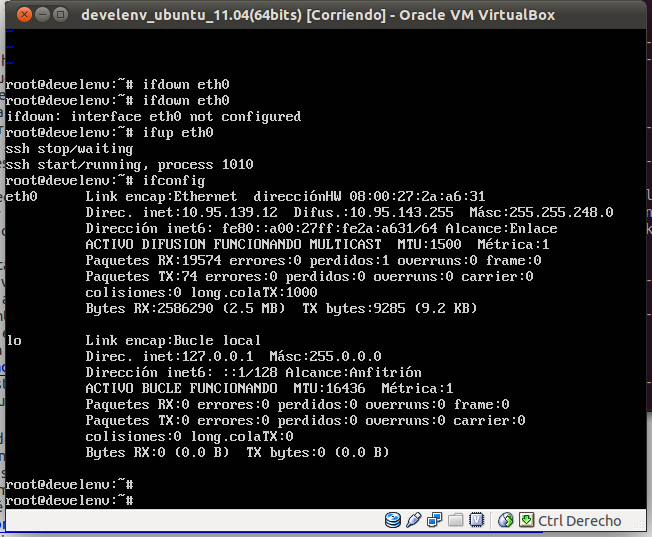 develenv_ubuntu_11.04(64bits) [Corriendo] - Oracle VM VirtualBox
root@develenv:~# ifdown eth0
root@develenv:~# ifdown eth0
ifdown: interface eth0 not configured
root@develenv:~# ifup eth0
ssh stop/waiting
ssh start/running, process 1010
root@develenv:~# ifconfig
eth0 Link encap:Ethernet direcciónHW 08:00:27:2a:a6:31
Direc. inet:10.95.139.12 Difus.:10.95.143.255 Másc:255.255.248.0
Dirección inet6: fe80::a00:27ff:fe2a:a631/64 Alcance:Enlace
ACTIVO DIFUSION FUNCIONANDO MULTICAST MTU:1500 Métrica:1
Paquetes RX:19574 errores:0 perdidos:1 overruns:0 frame:0
Paquetes TX:74 errores:0 perdidos:0 overruns:0 carrier:0
colisiones:0 long.colaTX:1000
Bytes RX:2586290 (2.5 MB) TX bytes:9285 (9.2 KB)
lo Link encap:Bucle local
Direc. inet:127.0.0.1 Másc:255.0.0.0
Dirección inet6: ::1/128 Alcance:Anfitrión
ACTIVO BUCLE FUNCIONANDO MTU:16436 Métrica:1
Paquetes RX:0 errores:0 perdidos:0 overruns:0 frame:0
Paquetes TX:0 errores:0 perdidos:0 overruns:0 carrier:0
colisiones:0 long.colaTX:0
Bytes RX:0 (0.0 B) TX bytes:0 (0.0 B)
root@develenv:~#
root@develenv:~#
Ctrl Derecho